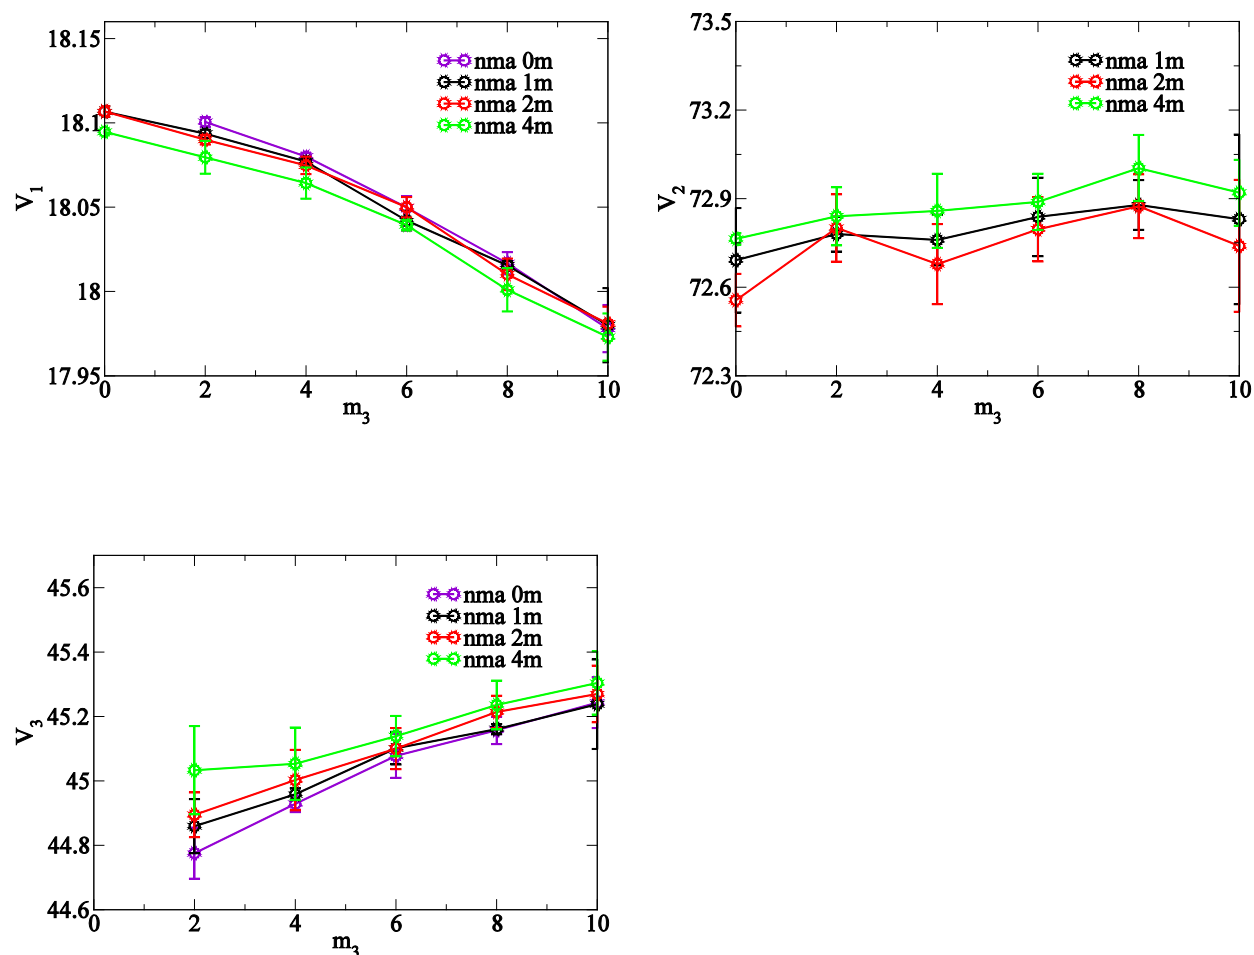 18.15
18.1
18.05
18
17.95
V1
0 2 4 6 8 10
m3
nma 0m
nma 1m
nma 2m
nma 4m
73.5
73.2
72.9
72.6
72.3
V2
0 2 4 6 8 10
m3
nma 1m
nma 2m
nma 4m
45.6
45.4
45.2
45
44.8
44.6
V3
0 2 4 6 8 10
m3
nma 0m
nma 1m
nma 2m
nma 4m